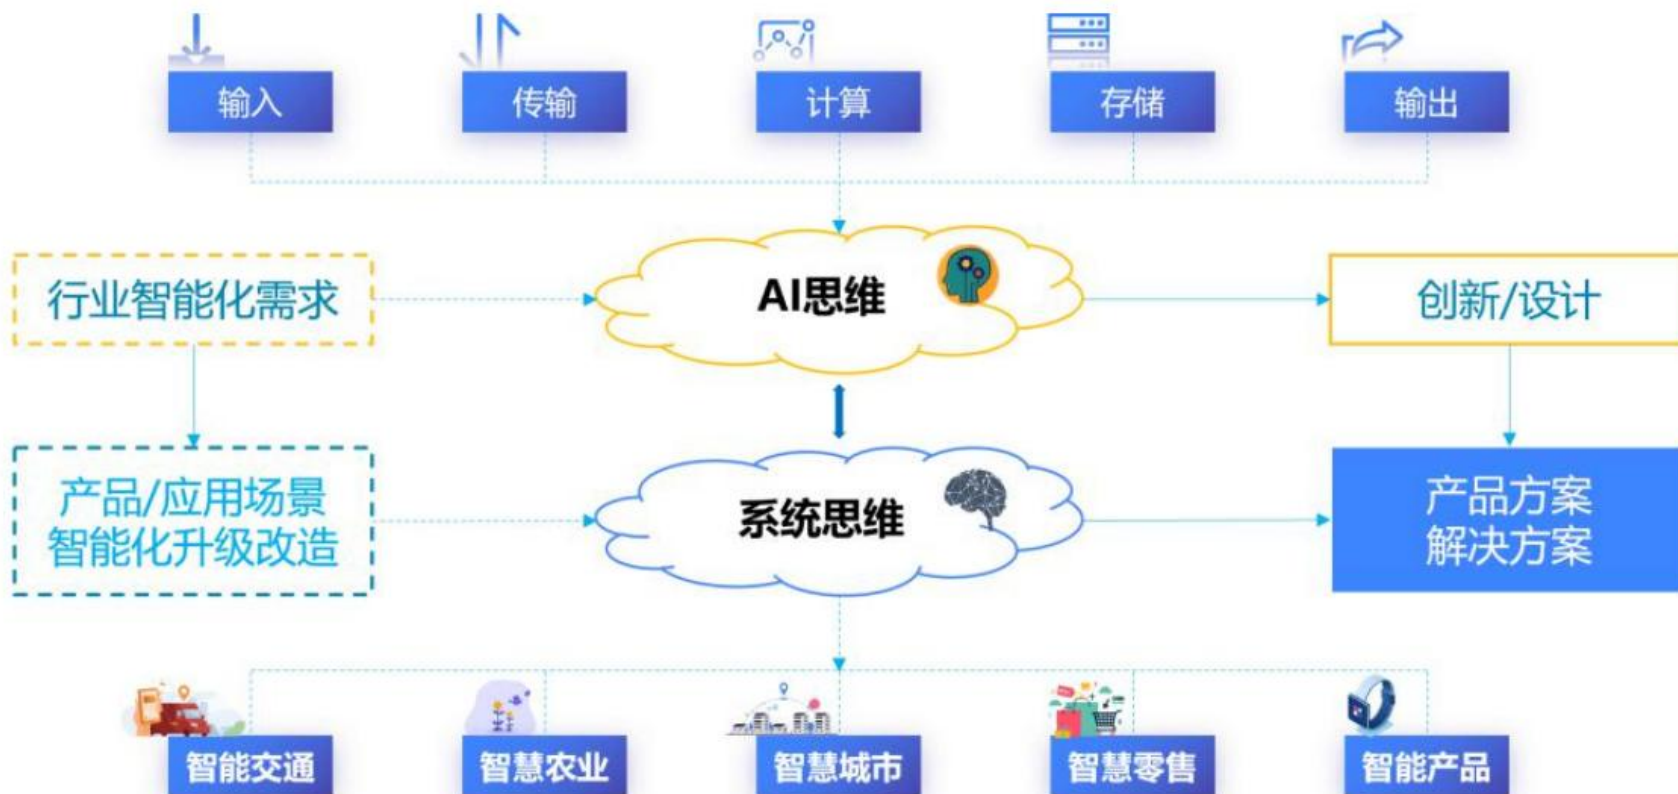 输入
传输
计算
存储
输出
行业智能化需求
AI思维
创新/设计
产品/应用场景
智能化升级改造
系统思维
产品方案
解决方案
智能交通
智慧农业
智慧城市
智慧零售
智能产品